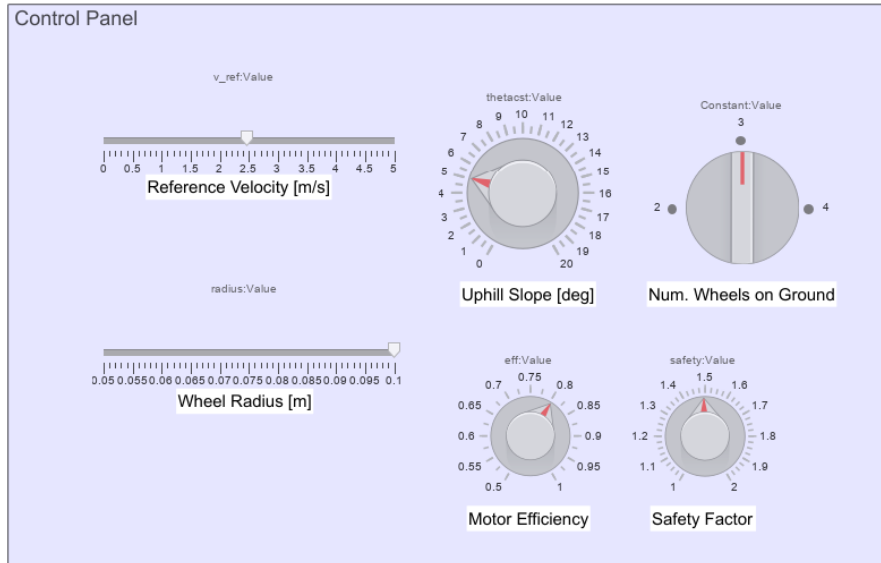 Control Panel
v_ref:Value
0 0.5 1 1.5 2 2.5 3 3.5 4 4.5 5
Reference Velocity [m/s]
thetacst:Value
0 1 2 3 4 5 6 7 8 9 10 11 12 13 14 15 16 17 18 19 20
Uphill Slope [deg]
Constant:Value
2 3 4
Num. Wheels on Ground
radius:Value
0.05 0.055 0.06 0.065 0.07 0.075 0.08 0.085 0.09 0.095 0.1
Wheel Radius [m]
eff:Value
0.5 0.55 0.6 0.65 0.7 0.75 0.8 0.85 0.9 0.95 1
Motor Efficiency
safety:Value
1 1.1 1.2 1.3 1.4 1.5 1.6 1.7 1.8 1.9 2
Safety Factor